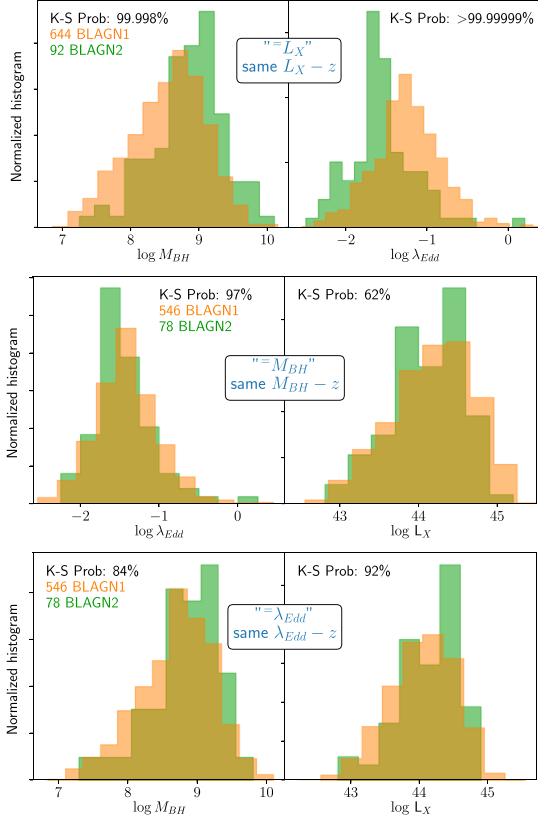 K-S Prob: 99.998%
644 BLAGN1
92 BLAGN2
K-S Prob: >99.99999%
"=L_X"
same L_X − z
Normalized histogram
7 8 9 10
log M_BH
−2 −1 0
log λ_Edd
K-S Prob: 97%
546 BLAGN1
78 BLAGN2
K-S Prob: 62%
"=M_BH"
same M_BH − z
Normalized histogram
−2 −1 0
log λ_Edd
43 44 45
log L_X
K-S Prob: 84%
546 BLAGN1
78 BLAGN2
K-S Prob: 92%
"=λ_Edd"
same λ_Edd − z
Normalized histogram
7 8 9 10
log M_BH
43 44 45
log L_X